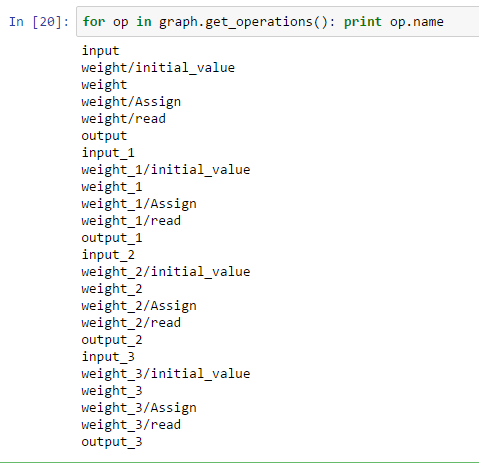 In [20]: for op in graph.get_operations(): print op.name
input
weight/initial_value
weight
weight/Assign
weight/read
output
input_1
weight_1/initial_value
weight_1
weight_1/Assign
weight_1/read
output_1
input_2
weight_2/initial_value
weight_2
weight_2/Assign
weight_2/read
output_2
input_3
weight_3/initial_value
weight_3
weight_3/Assign
weight_3/read
output_3